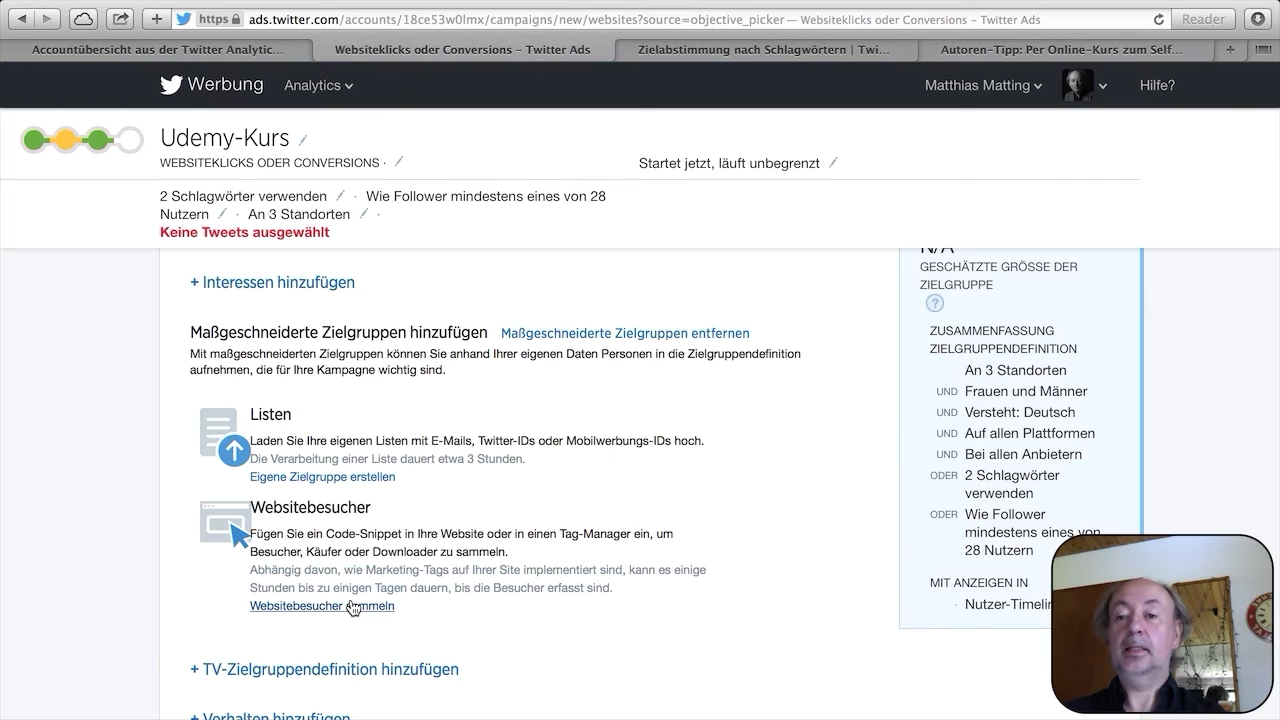 https ads.twitter.com/accounts/18ce53w0lmx/campaigns/new/websites?source=objective_picker — Websiteklicks oder Conversions – Twitter Ads
Reader
Accountübersicht aus der Twitter Analytic...
Websiteklicks oder Conversions – Twitter Ads
Zielabstimmung nach Schlagwörtern | Twi...
Autoren-Tipp: Per Online-Kurs zum Self...
Werbung
Analytics
Matthias Matting
Hilfe?
Udemy-Kurs
WEBSITEKLICKS ODER CONVERSIONS ·
Startet jetzt, läuft unbegrenzt
2 Schlagwörter verwenden · Wie Follower mindestens eines von 28
Nutzern · An 3 Standorten ·
Keine Tweets ausgewählt
+ Interessen hinzufügen
Maßgeschneiderte Zielgruppen hinzufügen Maßgeschneiderte Zielgruppen entfernen
Mit maßgeschneiderten Zielgruppen können Sie anhand Ihrer eigenen Daten Personen in die Zielgruppendefinition
aufnehmen, die für Ihre Kampagne wichtig sind.
Listen
Laden Sie Ihre eigenen Listen mit E-Mails, Twitter-IDs oder Mobilwerbungs-IDs hoch.
Die Verarbeitung einer Liste dauert etwa 3 Stunden.
Eigene Zielgruppe erstellen
Websitebesucher
Fügen Sie ein Code-Snippet in Ihre Website oder in einen Tag-Manager ein, um
Besucher, Käufer oder Downloader zu sammeln.
Abhängig davon, wie Marketing-Tags auf Ihrer Site implementiert sind, kann es einige
Stunden bis zu einigen Tagen dauern, bis die Besucher erfasst sind.
Websitebesucher sammeln
+ TV-Zielgruppendefinition hinzufügen
+ Verhalten hinzufügen
N/A
GESCHÄTZTE GRÖSSE DER
ZIELGRUPPE
?
ZUSAMMENFASSUNG
ZIELGRUPPENDEFINITION
An 3 Standorten
UND Frauen und Männer
UND Versteht: Deutsch
UND Auf allen Plattformen
UND Bei allen Anbietern
ODER 2 Schlagwörter
verwenden
ODER Wie Follower
mindestens eines von
28 Nutzern
MIT ANZEIGEN IN
· Nutzer-Timelin